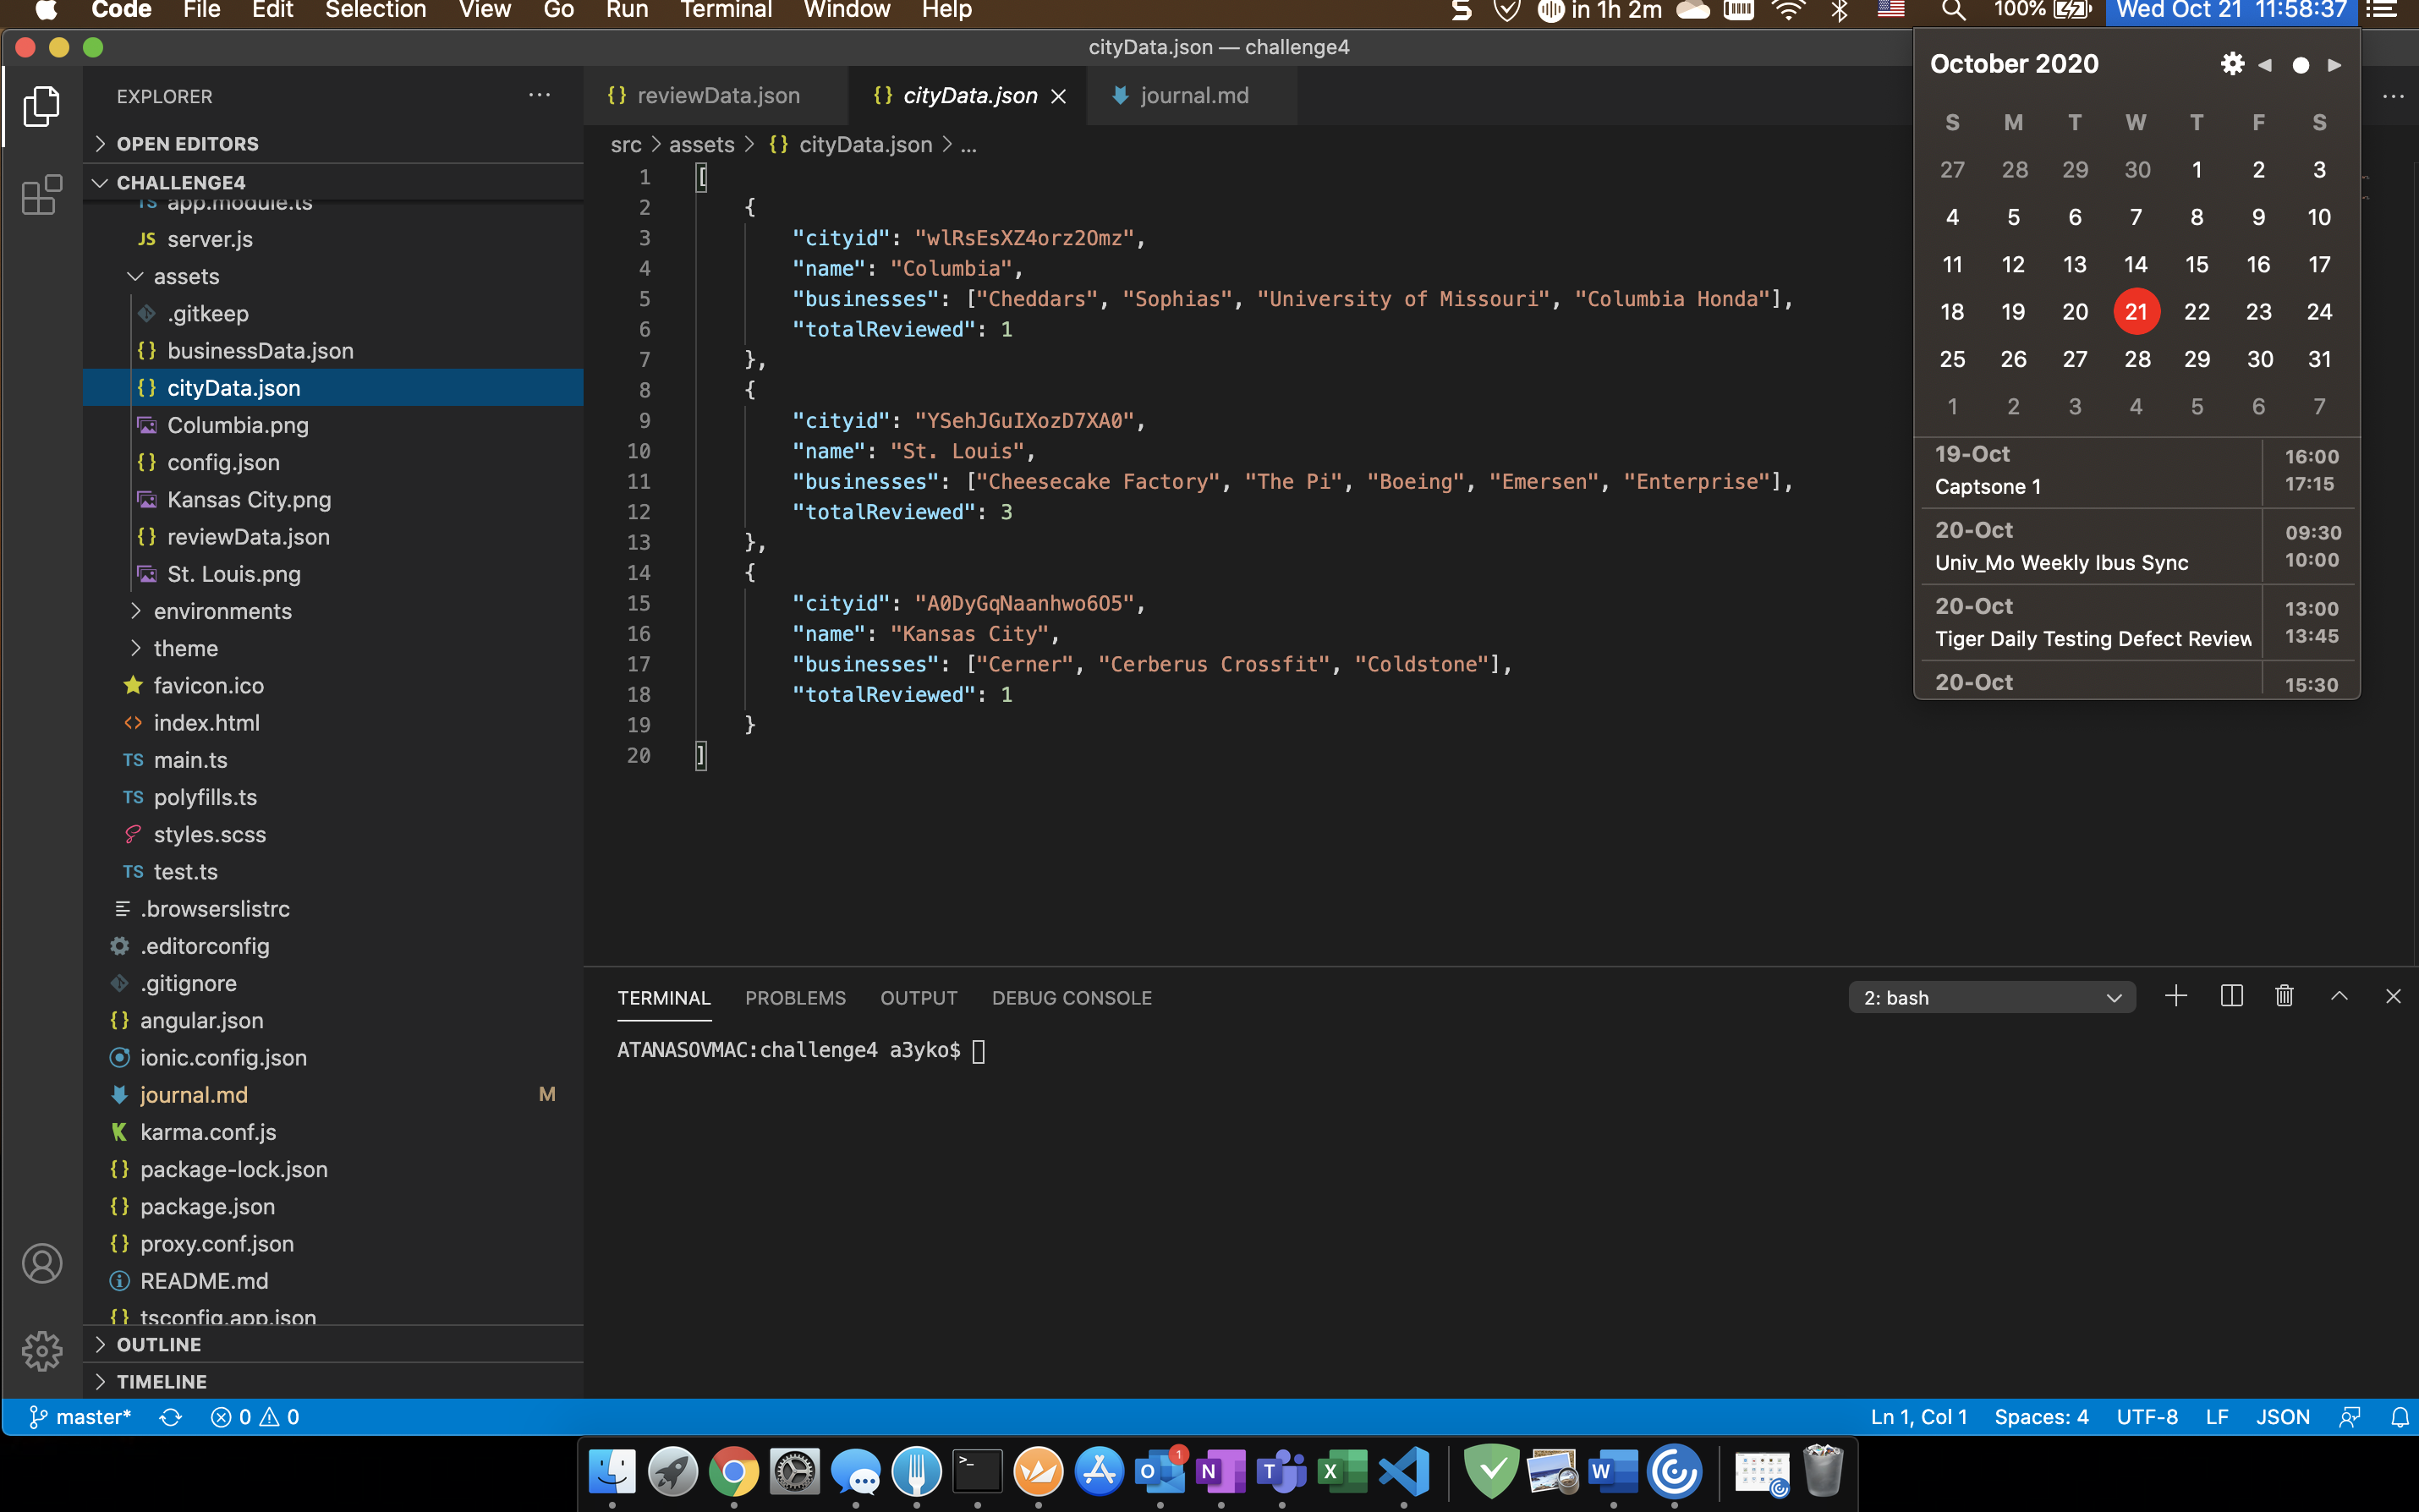 Code File Edit Selection View Go Run Terminal Window Help
in 1h 2m 100% Wed Oct 21 11:58:37
cityData.json — challenge4
EXPLORER
OPEN EDITORS
CHALLENGE4
TS app.module.ts
JS server.js
assets
.gitkeep
{} businessData.json
{} cityData.json
Columbia.png
{} config.json
Kansas City.png
{} reviewData.json
St. Louis.png
environments
theme
favicon.ico
<> index.html
TS main.ts
TS polyfills.ts
styles.scss
TS test.ts
.browserslistrc
.editorconfig
.gitignore
{} angular.json
ionic.config.json
journal.md M
karma.conf.js
{} package-lock.json
{} package.json
{} proxy.conf.json
README.md
{} tsconfig.app.json
OUTLINE
TIMELINE
{} reviewData.json {} cityData.json journal.md
src > assets > {} cityData.json > ...
1 [
2 {
3 "cityid": "wlRsEsXZ4orz2Omz",
4 "name": "Columbia",
5 "businesses": ["Cheddars", "Sophias", "University of Missouri", "Columbia Honda"],
6 "totalReviewed": 1
7 },
8 {
9 "cityid": "YSehJGuIXozD7XA0",
10 "name": "St. Louis",
11 "businesses": ["Cheesecake Factory", "The Pi", "Boeing", "Emersen", "Enterprise"],
12 "totalReviewed": 3
13 },
14 {
15 "cityid": "A0DyGqNaanhwo6O5",
16 "name": "Kansas City",
17 "businesses": ["Cerner", "Cerberus Crossfit", "Coldstone"],
18 "totalReviewed": 1
19 }
20 ]
October 2020
S M T W T F S
27 28 29 30 1 2 3
4 5 6 7 8 9 10
11 12 13 14 15 16 17
18 19 20 21 22 23 24
25 26 27 28 29 30 31
1 2 3 4 5 6 7
19-Oct 16:00
Captsone 1 17:15
20-Oct 09:30
Univ_Mo Weekly Ibus Sync 10:00
20-Oct 13:00
Tiger Daily Testing Defect Review 13:45
20-Oct 15:30
TERMINAL PROBLEMS OUTPUT DEBUG CONSOLE 2: bash
ATANASOVMAC:challenge4 a3yko$
master* 0 0 Ln 1, Col 1 Spaces: 4 UTF-8 LF JSON
1